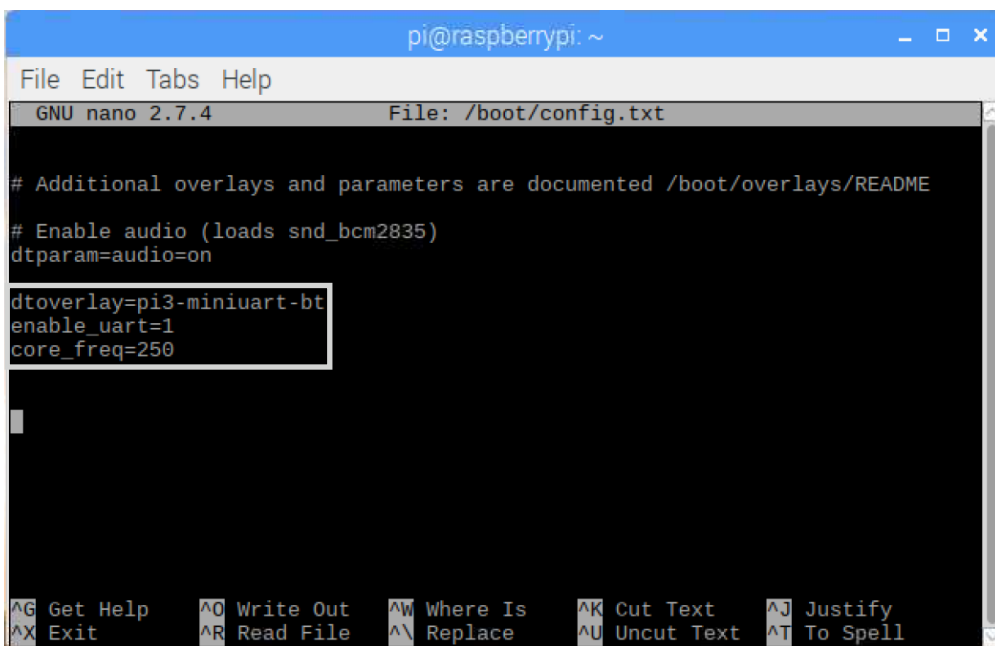 pi@raspberrypi: ~
File Edit Tabs Help
GNU nano 2.7.4 File: /boot/config.txt
# Additional overlays and parameters are documented /boot/overlays/README
# Enable audio (loads snd_bcm2835)
dtparam=audio=on
dtoverlay=pi3-miniuart-bt
enable_uart=1
core_freq=250
^G Get Help ^O Write Out ^W Where Is ^K Cut Text ^J Justify
^X Exit ^R Read File ^\ Replace ^U Uncut Text ^T To Spell